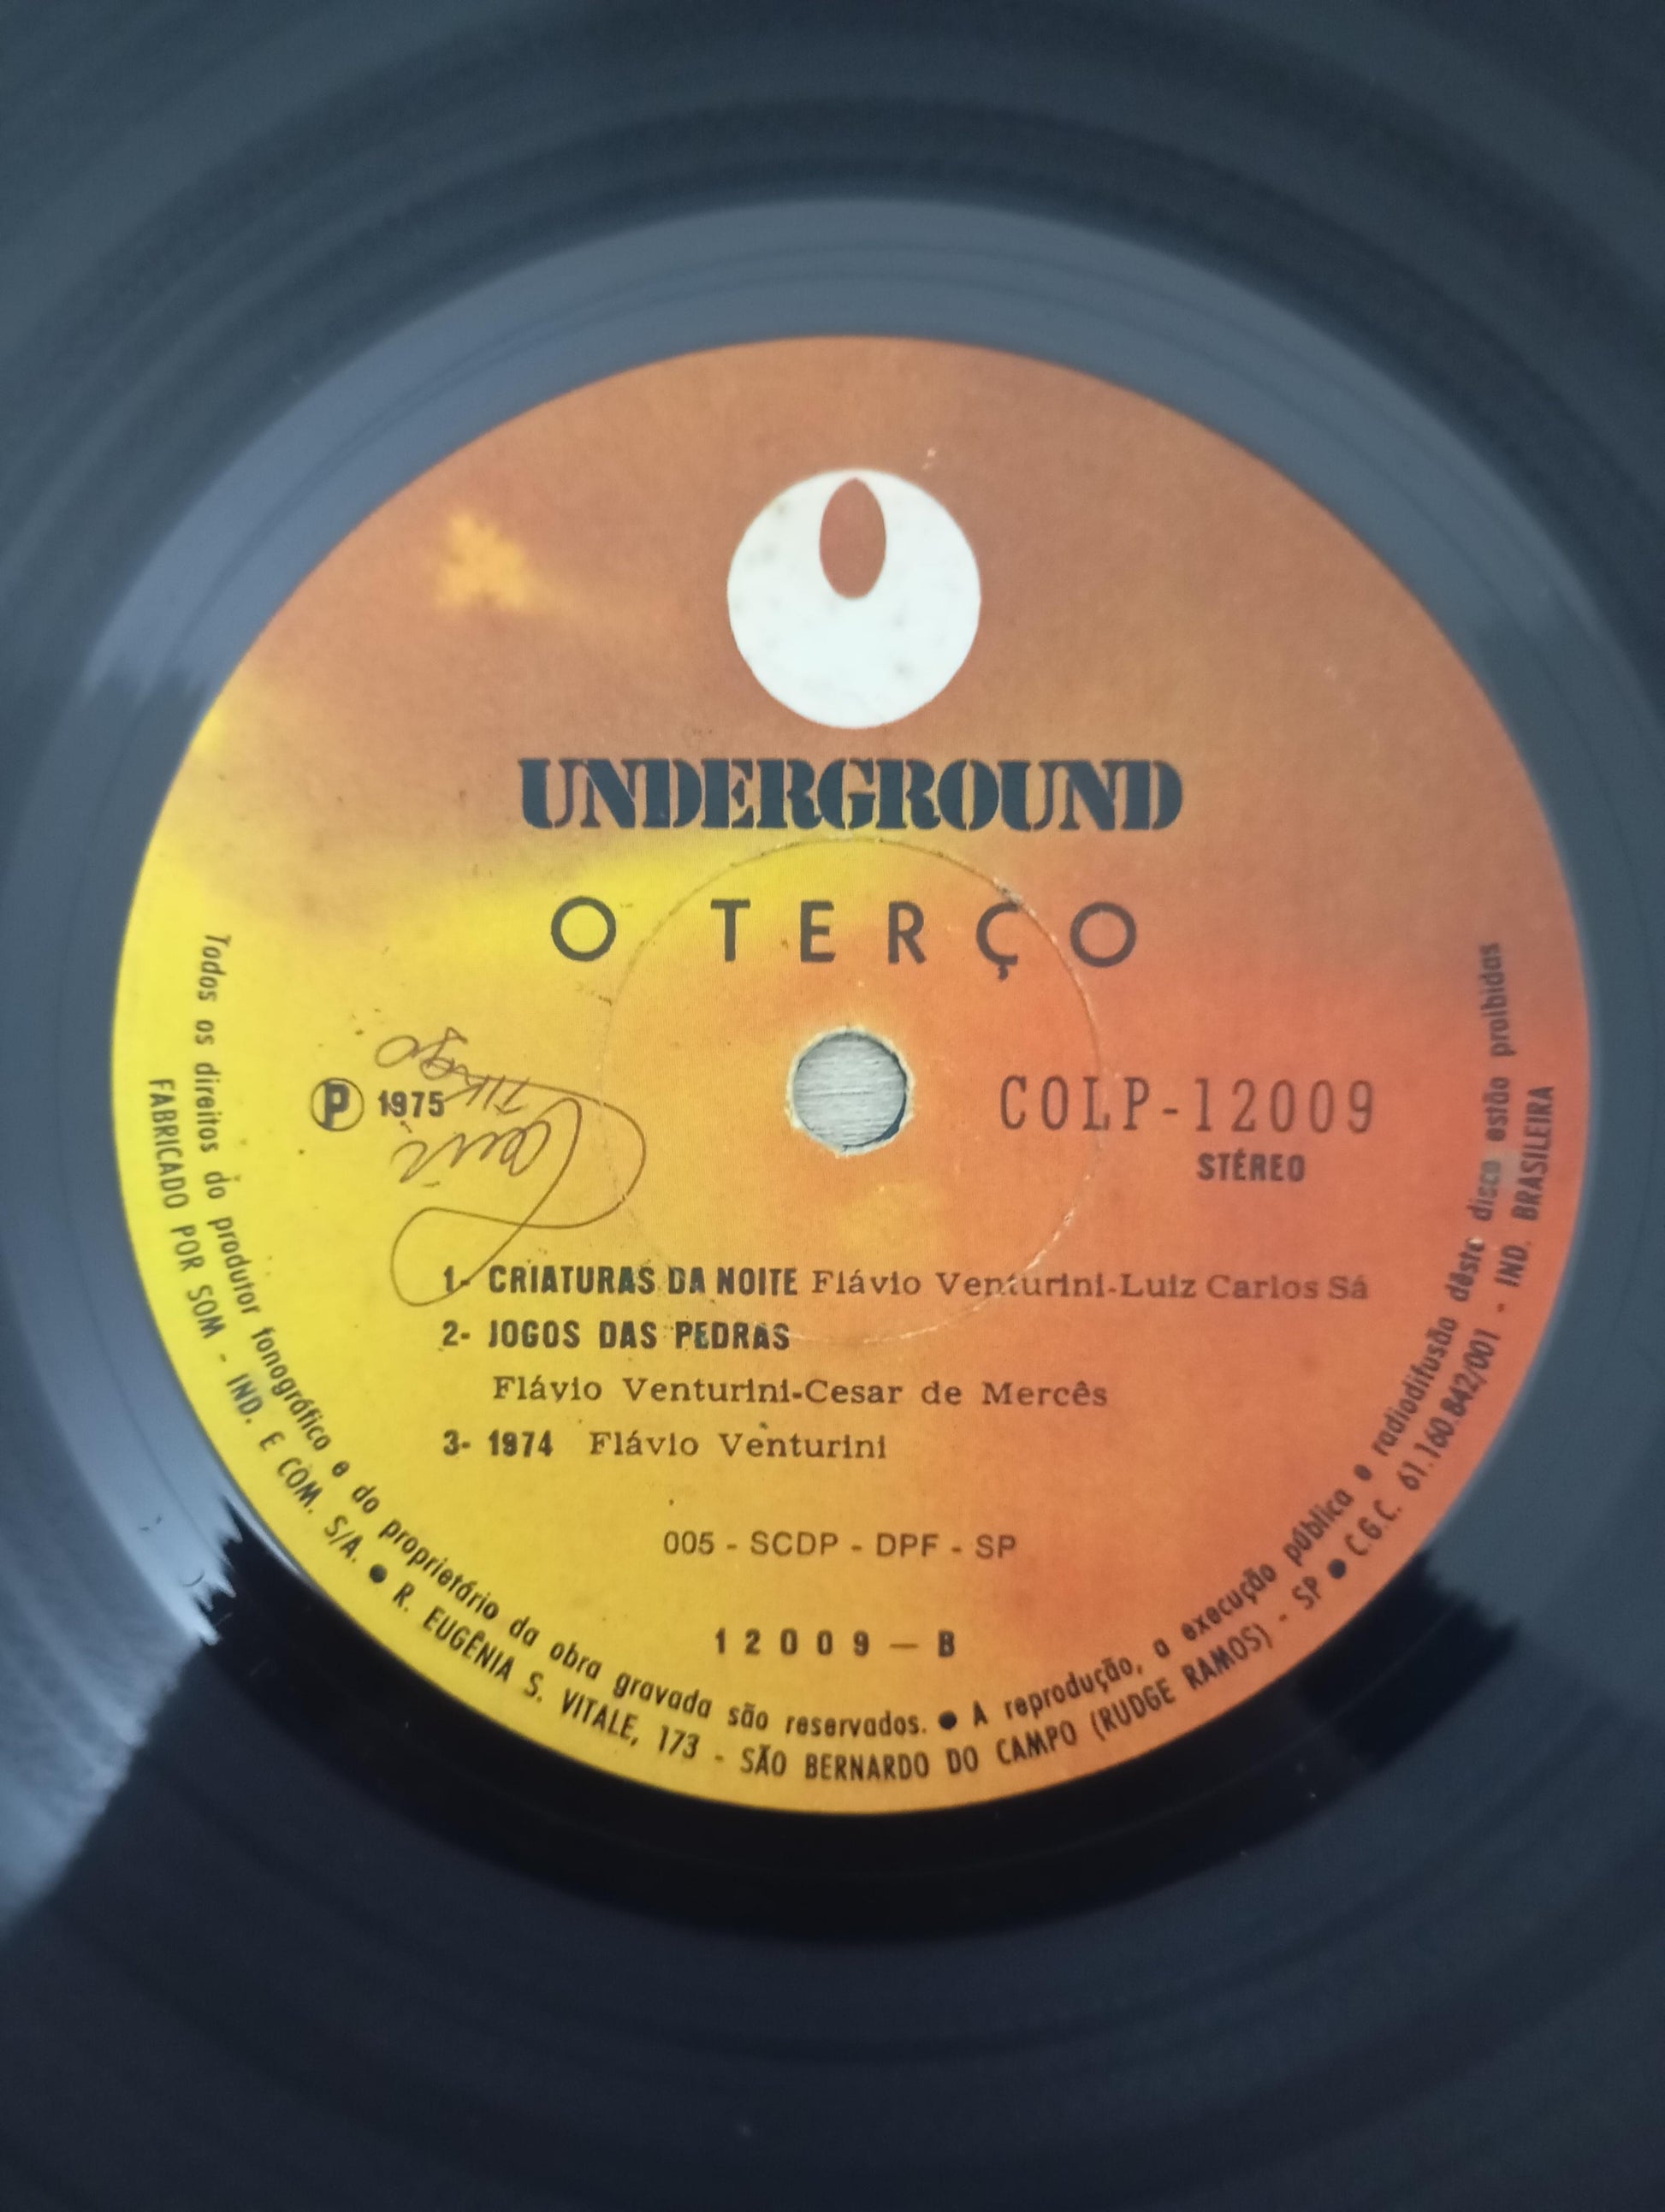 UNDERGROUND
O TERÇO
Ⓟ 1975
COLP-12009
STÉREO
1- CRIATURAS DA NOITE Flávio Venturini-Luiz Carlos Sá
2- JOGOS DAS PEDRAS
Flávio Venturini-Cesar de Mercês
3- 1974 Flávio Venturini
005 - SCDP - DPF - SP
12009 — B
Todos os direitos do produtor fonográfico e do proprietário da obra gravada são reservados. ● A reprodução, a execução pública e radiodifusão dêste disco estão proibidas
FABRICADO POR SOM - IND. E COM. S/A. ● R. EUGÊNIA S. VITALE, 173 - SÃO BERNARDO DO CAMPO (RUDGE RAMOS) - SP ● C.G.C. 61.160.842/001 - IND. BRASILEIRA